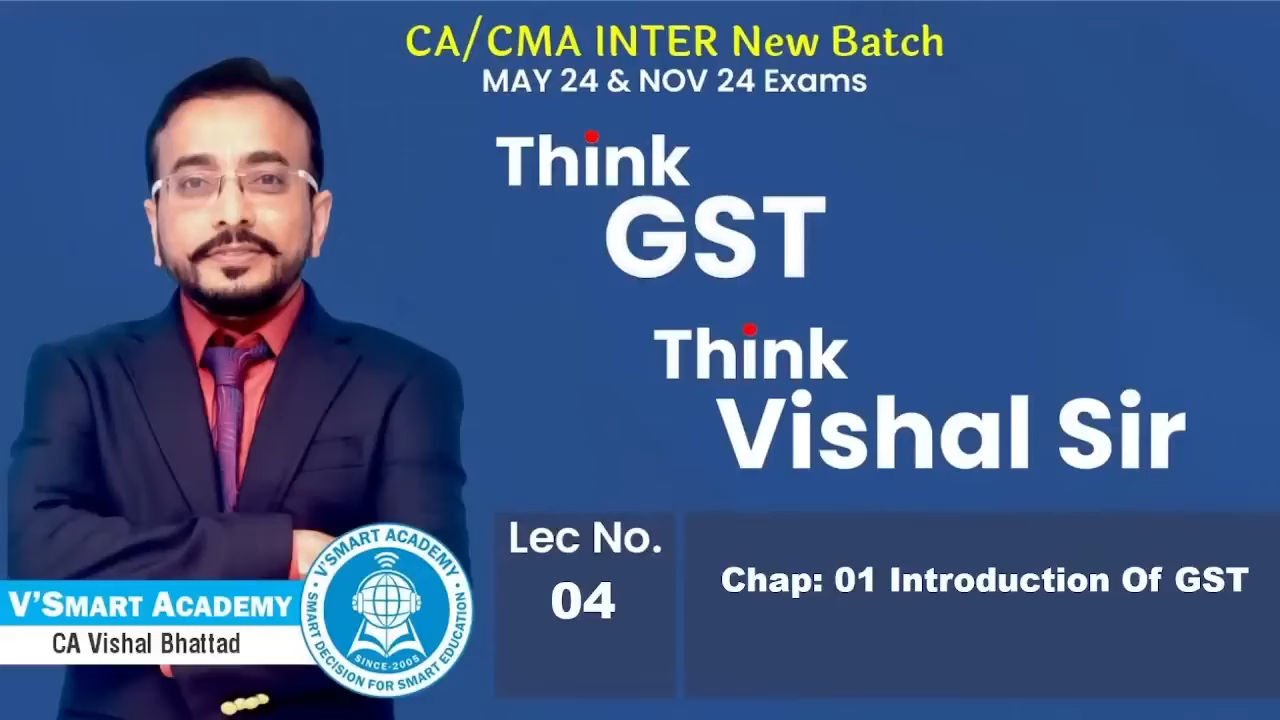 CA/CMA INTER New Batch
MAY 24 & NOV 24 Exams
Think
GST
Think
Vishal Sir
Lec No.
04
Chap: 01 Introduction Of GST
V'SMART ACADEMY
CA Vishal Bhattad
V'SMART ACADEMY
SINCE-2005
SMART DECISION FOR SMART EDUCATION